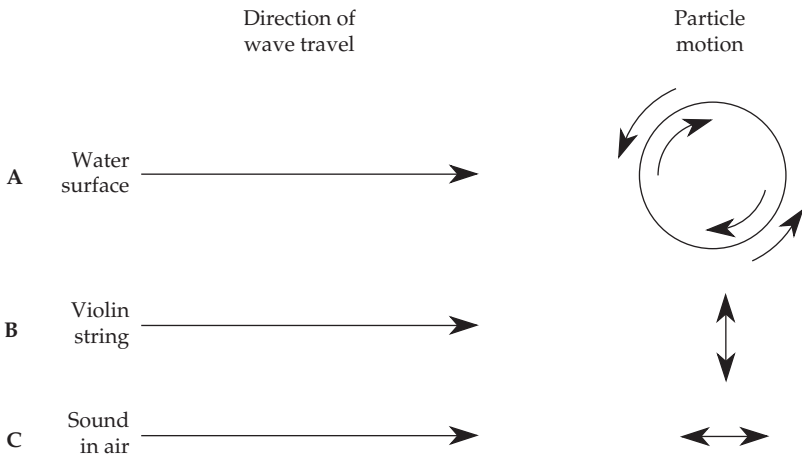 Direction of
wave travel
Particle
motion
A
Water
surface
B
Violin
string
C
Sound
in air